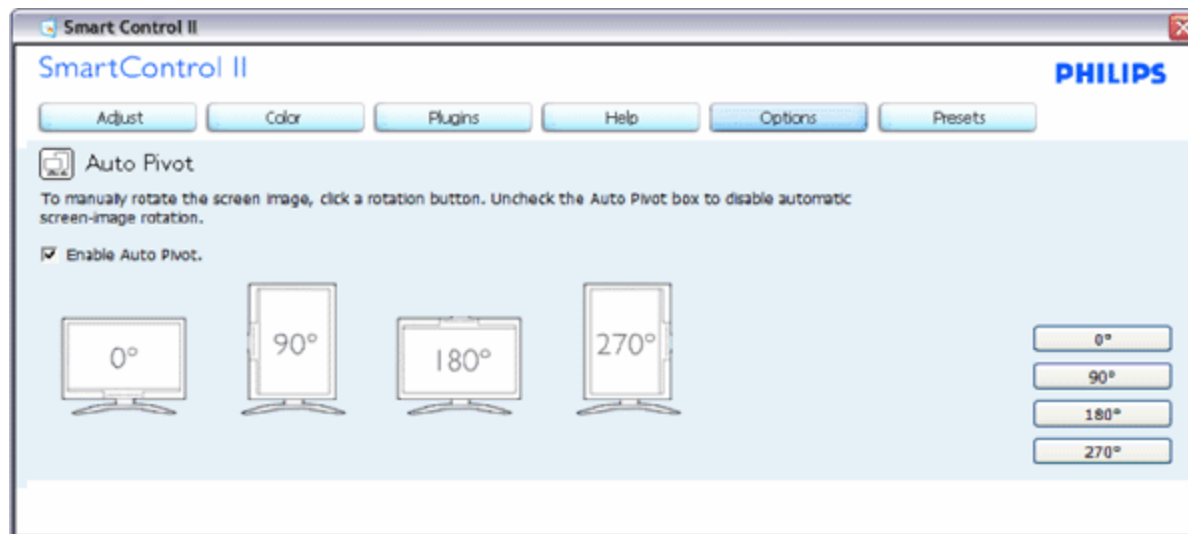 Smart Control II
SmartControl II
PHILIPS
Adjust Color Plugins Help Options Presets
Auto Pivot
To manually rotate the screen image, click a rotation button. Uncheck the Auto Pivot box to disable automatic
screen-image rotation.
Enable Auto Pivot.
0° 90° 180° 270°
0°
90°
180°
270°